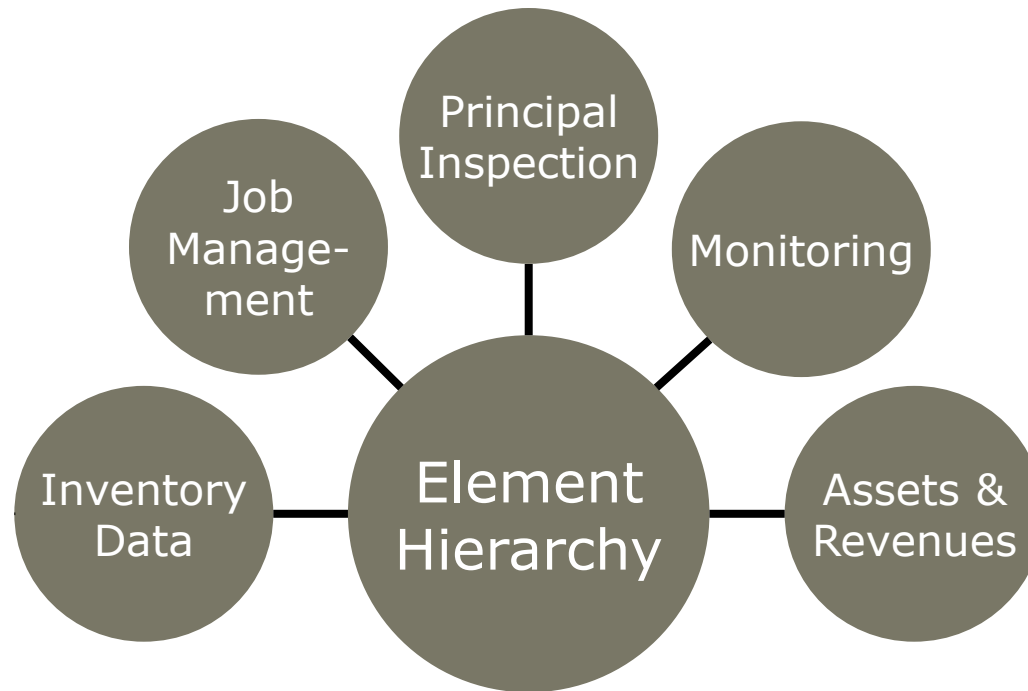 Principal
Inspection
Job
Manage-
ment
Monitoring
Inventory
Data
Element
Hierarchy
Assets &
Revenues